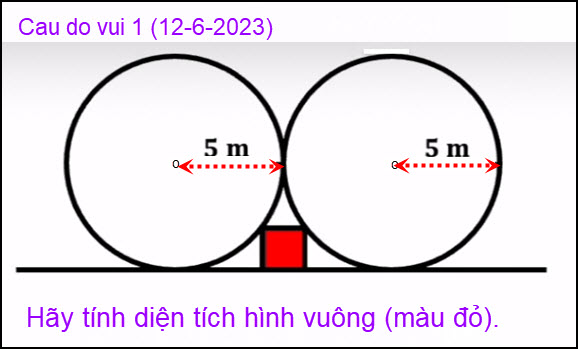 Cau do vui 1 (12-6-2023)
5 m 5 m
Hãy tính diện tích hình vuông (màu đỏ).